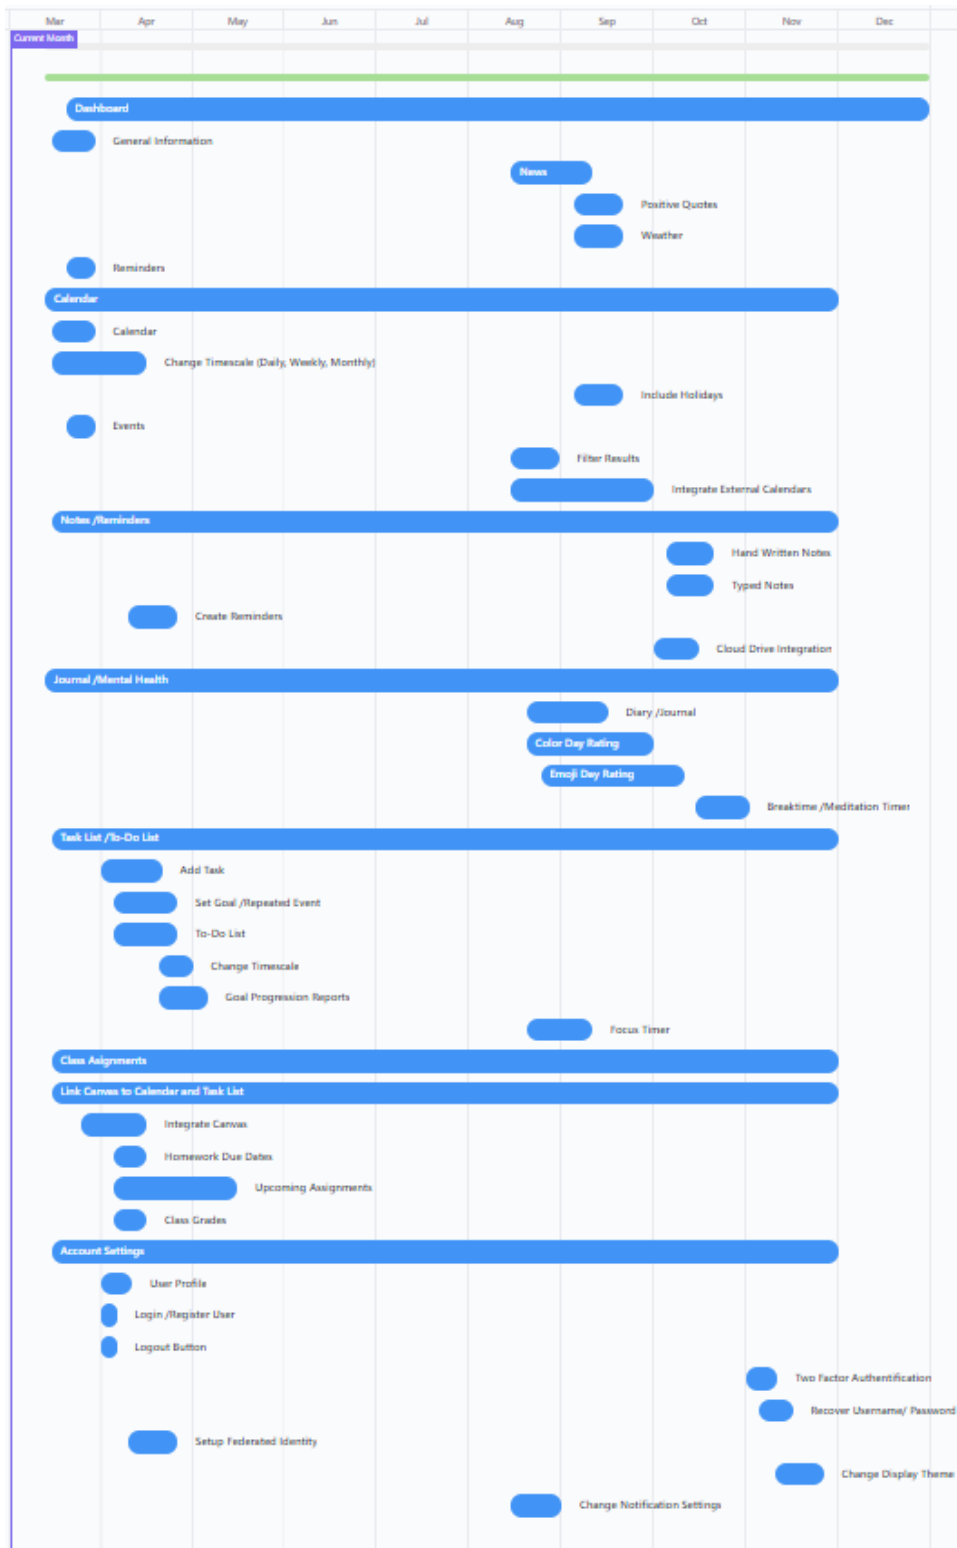 Mar Apr May Jun Jul Aug Sep Oct Nov Dec
Current Month
Dashboard
General Information
News
Positive Quotes
Weather
Reminders
Calendar
Calendar
Change Timescale (Daily, Weekly, Monthly)
Include Holidays
Events
Filter Results
Integrate External Calendars
Notes /Reminders
Hand Written Notes
Typed Notes
Create Reminders
Cloud Drive Integration
Journal /Mental Health
Diary /Journal
Color Day Rating
Emoji Day Rating
Breaktime /Meditation Timer
Task List /To-Do List
Add Task
Set Goal /Repeated Event
To-Do List
Change Timescale
Goal Progression Reports
Focus Timer
Class Asignments
Link Canvas to Calendar and Task List
Integrate Canvas
Homework Due Dates
Upcoming Assignments
Class Grades
Account Settings
User Profile
Login /Register User
Logout Button
Two Factor Authentification
Recover Username/ Password
Setup Federated Identity
Change Display Theme
Change Notification Settings